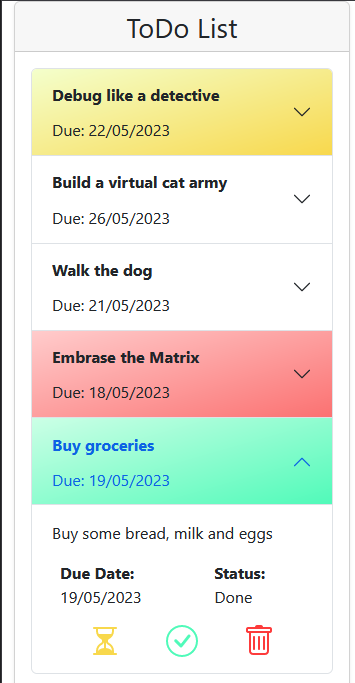 ToDo List
Debug like a detective
Due: 22/05/2023
Build a virtual cat army
Due: 26/05/2023
Walk the dog
Due: 21/05/2023
Embrase the Matrix
Due: 18/05/2023
Buy groceries
Due: 19/05/2023
Buy some bread, milk and eggs
Due Date: Status:
19/05/2023 Done